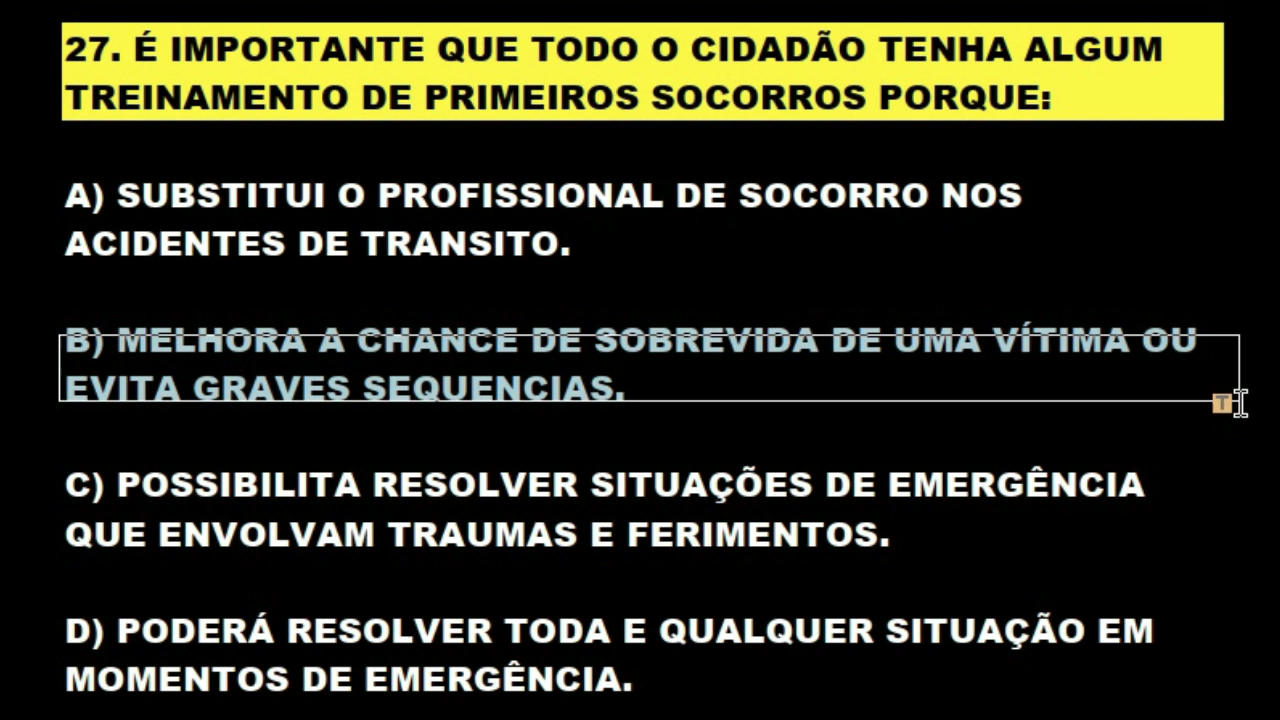 27. É IMPORTANTE QUE TODO O CIDADÃO TENHA ALGUM
TREINAMENTO DE PRIMEIROS SOCORROS PORQUE:
A) SUBSTITUI O PROFISSIONAL DE SOCORRO NOS
ACIDENTES DE TRANSITO.
B) MELHORA A CHANCE DE SOBREVIDA DE UMA VÍTIMA OU
EVITA GRAVES SEQUENCIAS.
T
C) POSSIBILITA RESOLVER SITUAÇÕES DE EMERGÊNCIA
QUE ENVOLVAM TRAUMAS E FERIMENTOS.
D) PODERÁ RESOLVER TODA E QUALQUER SITUAÇÃO EM
MOMENTOS DE EMERGÊNCIA.